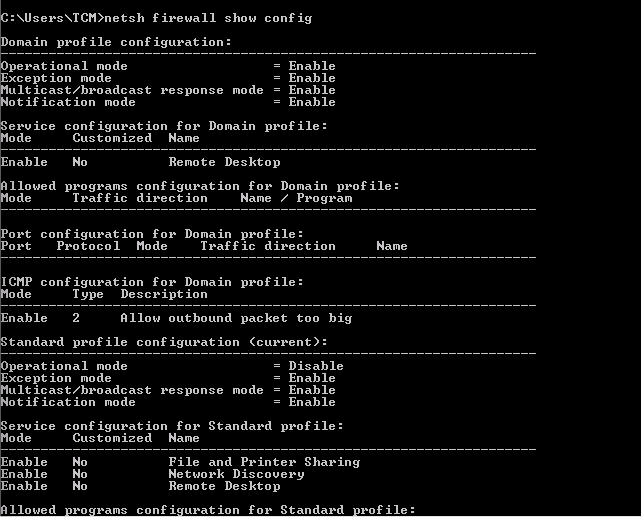 C:\Users\TCM>netsh firewall show config
Domain profile configuration:
-------------------------------------------------------------------
Operational mode                  = Enable
Exception mode                    = Enable
Multicast/broadcast response mode = Enable
Notification mode                 = Enable
Service configuration for Domain profile:
Mode     Customized  Name
-------------------------------------------------------------------
Enable   No          Remote Desktop
Allowed programs configuration for Domain profile:
Mode     Traffic direction    Name / Program
-------------------------------------------------------------------
Port configuration for Domain profile:
Port   Protocol  Mode    Traffic direction     Name
-------------------------------------------------------------------
ICMP configuration for Domain profile:
Mode     Type  Description
-------------------------------------------------------------------
Enable   2     Allow outbound packet too big
Standard profile configuration (current):
-------------------------------------------------------------------
Operational mode                  = Disable
Exception mode                    = Enable
Multicast/broadcast response mode = Enable
Notification mode                 = Enable
Service configuration for Standard profile:
Mode     Customized  Name
-------------------------------------------------------------------
Enable   No          File and Printer Sharing
Enable   No          Network Discovery
Enable   No          Remote Desktop
Allowed programs configuration for Standard profile: